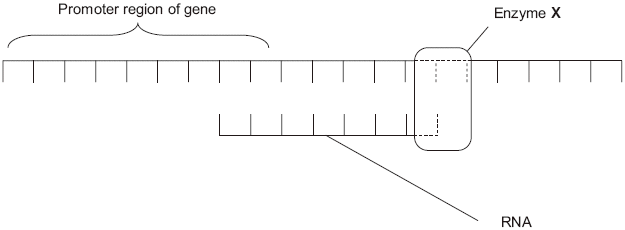 Promoter region of gene
Enzyme X
RNA